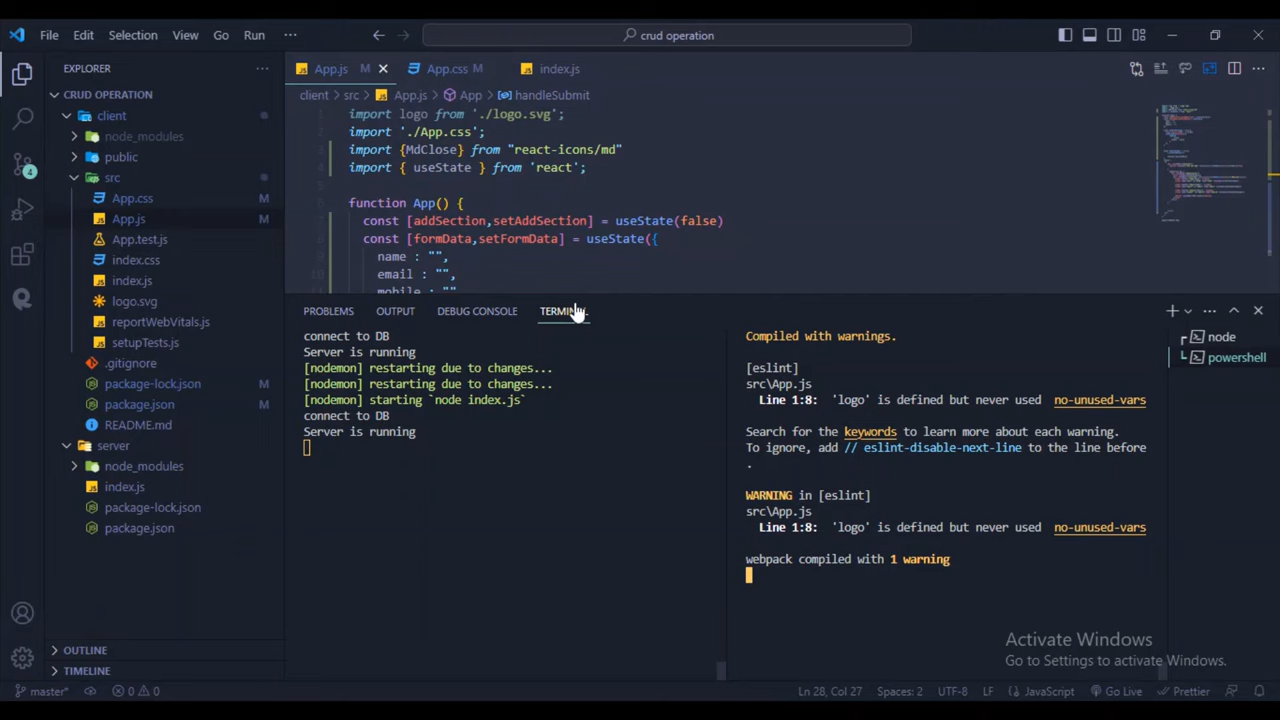 File Edit Selection View Go Run ··· crud operation
EXPLORER ···
CRUD OPERATION
client
node_modules
public
src
App.css M
App.js M
App.test.js
index.css
index.js
logo.svg
reportWebVitals.js
setupTests.js
.gitignore
package-lock.json M
package.json M
README.md
server
node_modules
index.js
package-lock.json
package.json
OUTLINE
TIMELINE
4
App.js M App.css M index.js
client > src > App.js > App > handleSubmit
1 import logo from './logo.svg';
2 import './App.css';
3 import {MdClose} from "react-icons/md"
4 import { useState } from 'react';
5
6 function App() {
7 const [addSection,setAddSection] = useState(false)
8 const [formData,setFormData] = useState({
9 name : "",
10 email : "",
mobile : ""
PROBLEMS OUTPUT DEBUG CONSOLE
connect to DB
Server is running
[nodemon] restarting due to changes...
[nodemon] restarting due to changes...
[nodemon] starting `node index.js`
connect to DB
Server is running
Compiled with warnings.
[eslint]
src\App.js
Line 1:8: 'logo' is defined but never used no-unused-vars
Search for the keywords to learn more about each warning.
To ignore, add // eslint-disable-next-line to the line before
.
WARNING in [eslint]
src\App.js
Line 1:8: 'logo' is defined but never used no-unused-vars
webpack compiled with 1 warning
node
powershell
Activate Windows
Go to Settings to activate Windows.
master* 0 0 Ln 28, Col 27 Spaces: 2 UTF-8 LF JavaScript Go Live Prettier